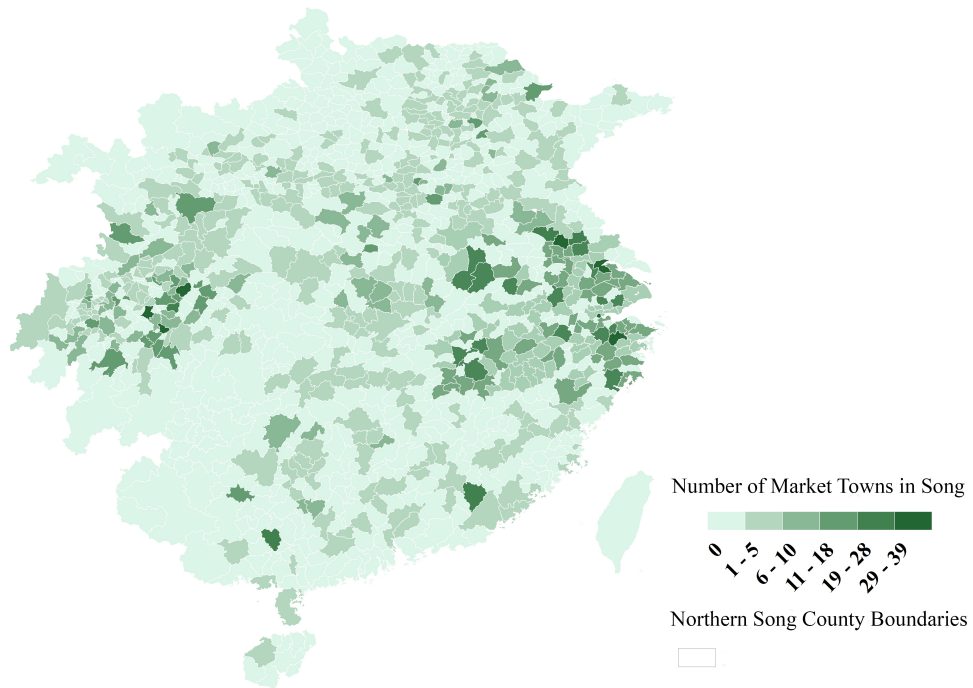 Number of Market Towns in Song
0
1 - 5
6 - 10
11 - 18
19 - 28
29 - 39
Northern Song County Boundaries